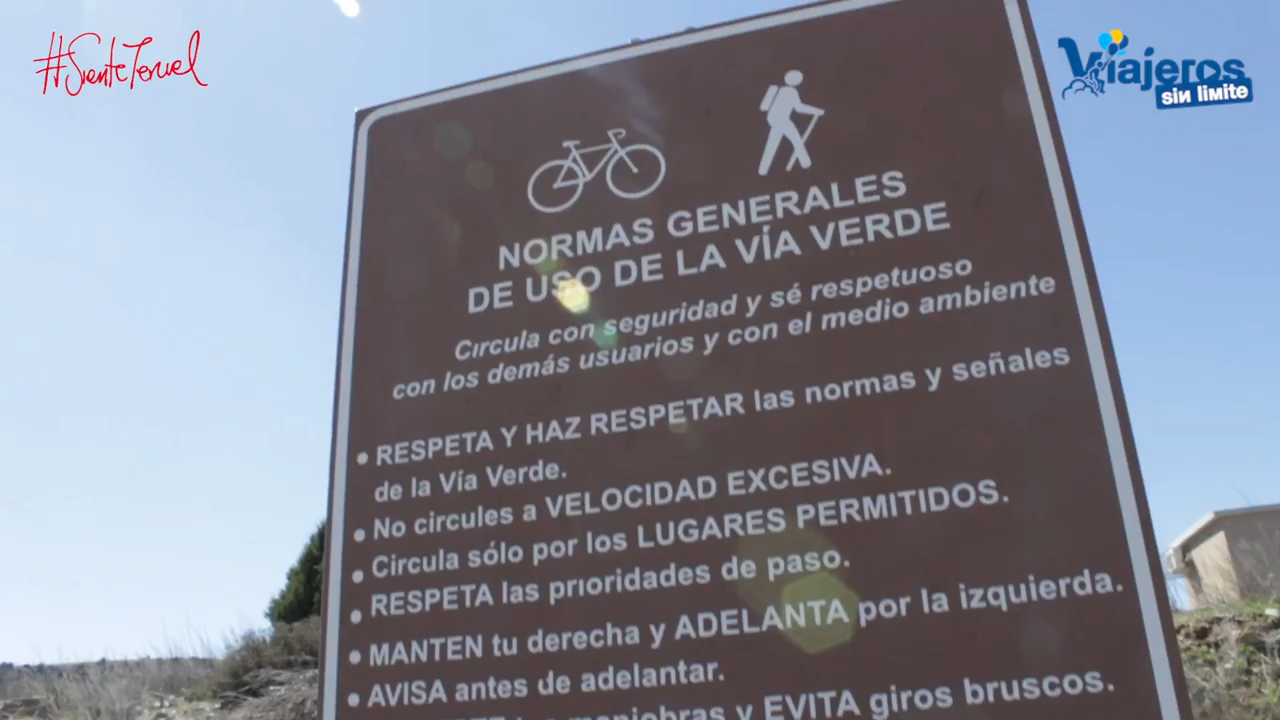 #SienteTeruel
Viajeros
sin limite
NORMAS GENERALES
DE USO DE LA VÍA VERDE
Circula con seguridad y sé respetuoso
con los demás usuarios y con el medio ambiente
• RESPETA Y HAZ RESPETAR las normas y señales
de la Vía Verde.
• No circules a VELOCIDAD EXCESIVA.
• Circula sólo por los LUGARES PERMITIDOS.
• RESPETA las prioridades de paso.
• MANTEN tu derecha y ADELANTA por la izquierda.
• AVISA antes de adelantar.
maniobras y EVITA giros bruscos.